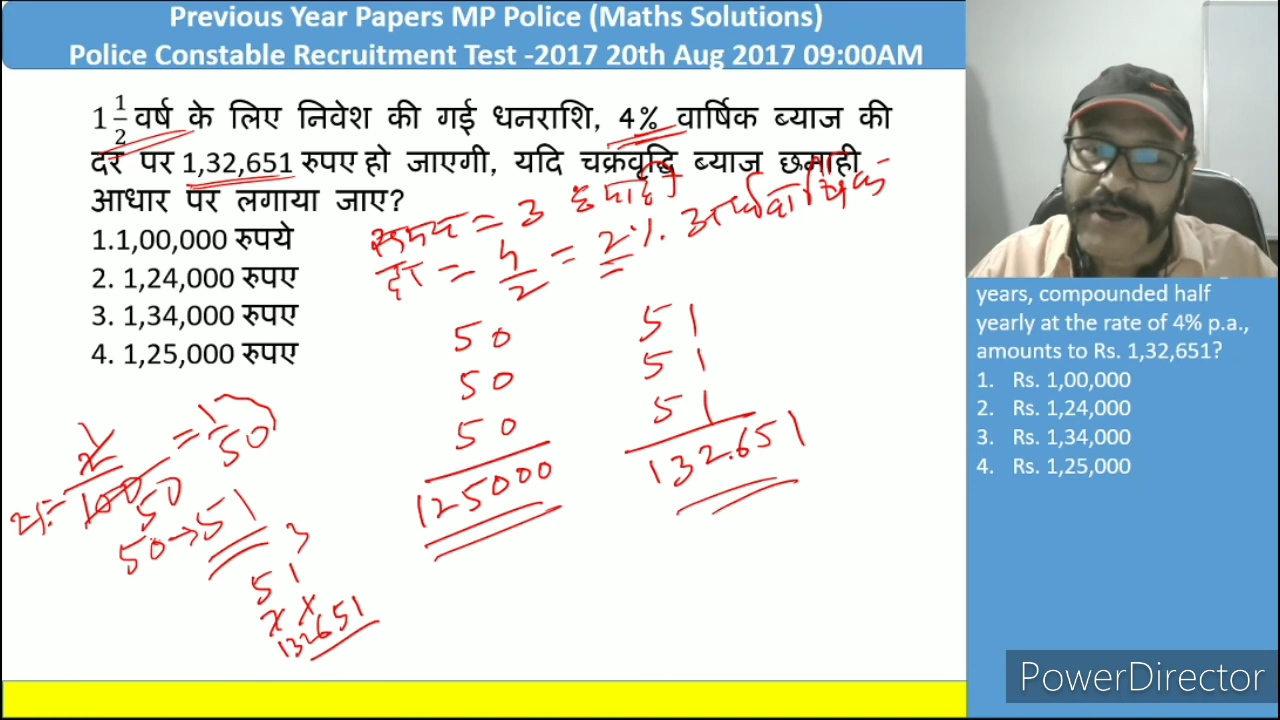 Previous Year Papers MP Police (Maths Solutions)
Police Constable Recruitment Test -2017 20th Aug 2017 09:00AM
1 1/2 वर्ष के लिए निवेश की गई धनराशि, 4% वार्षिक ब्याज की
दर पर 1,32,651 रुपए हो जाएगी, यदि चक्रवृद्धि ब्याज छमाही
आधार पर लगाया जाए?
1.1,00,000 रुपये
2. 1,24,000 रुपए
3. 1,34,000 रुपए
4. 1,25,000 रुपए
समय = 3 छमाही
दर = 4/2 = 2% अर्धवार्षिक
50 51
50 51
50 51
125000 132651
2% = 2/100 = 1/50
50
50→51
51 3
132651
years, compounded half
yearly at the rate of 4% p.a.,
amounts to Rs. 1,32,651?
1. Rs. 1,00,000
2. Rs. 1,24,000
3. Rs. 1,34,000
4. Rs. 1,25,000
PowerDirector